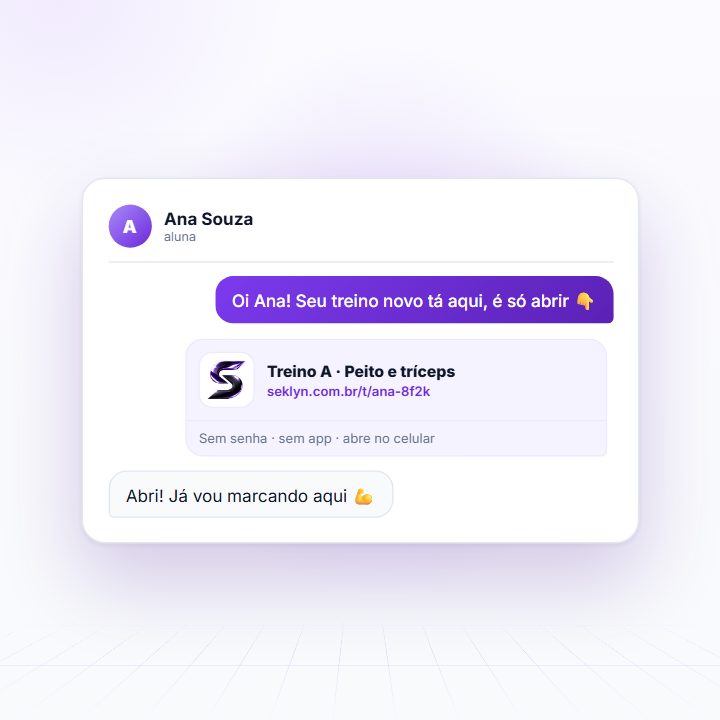 A
Ana Souza
aluna
Oi Ana! Seu treino novo tá aqui, é só abrir 👇
Treino A · Peito e tríceps
seklyn.com.br/t/ana-8f2k
Sem senha · sem app · abre no celular
Abri! Já vou marcando aqui 💪